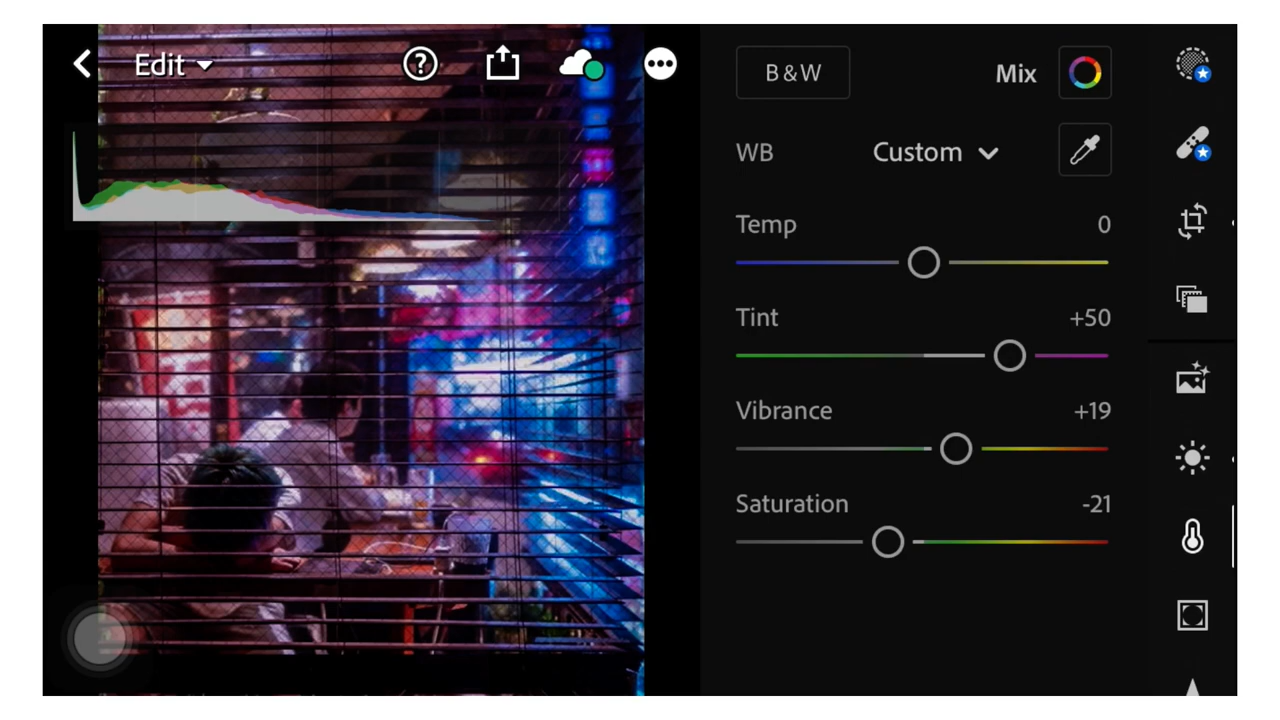 Edit
B&W
Mix
WB Custom
Temp 0
Tint +50
Vibrance +19
Saturation -21